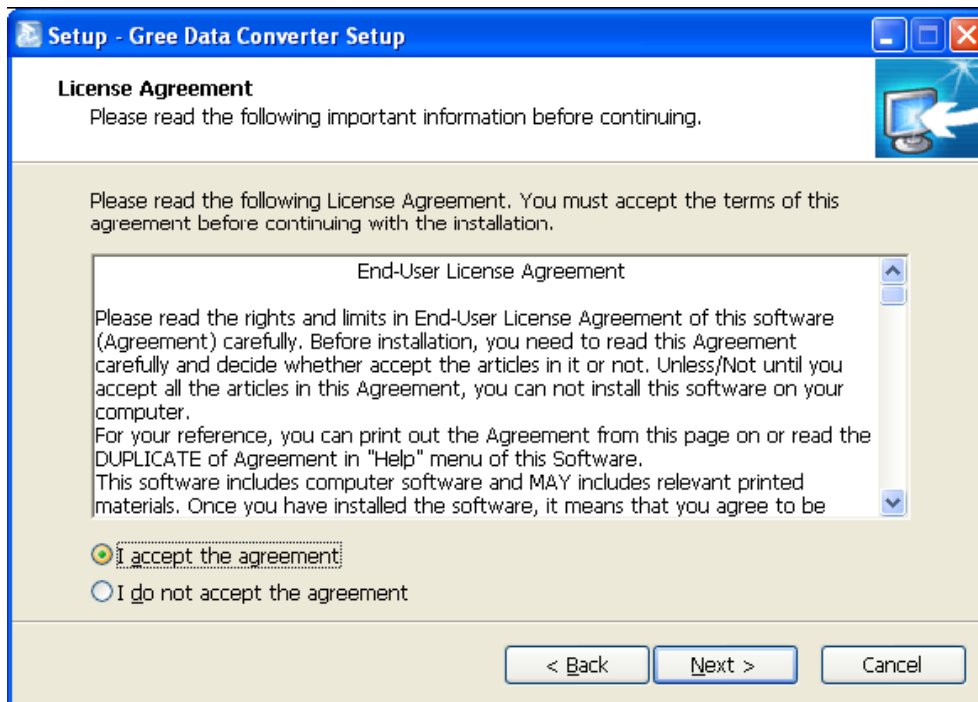 Setup - Gree Data Converter Setup
License Agreement
Please read the following important information before continuing.
Please read the following License Agreement. You must accept the terms of this
agreement before continuing with the installation.
End-User License Agreement
Please read the rights and limits in End-User License Agreement of this software
(Agreement) carefully. Before installation, you need to read this Agreement
carefully and decide whether accept the articles in it or not. Unless/Not until you
accept all the articles in this Agreement, you can not install this software on your
computer.
For your reference, you can print out the Agreement from this page on or read the
DUPLICATE of Agreement in "Help" menu of this Software.
This software includes computer software and MAY includes relevant printed
materials. Once you have installed the software, it means that you agree to be
I accept the agreement
I do not accept the agreement
< Back Next > Cancel